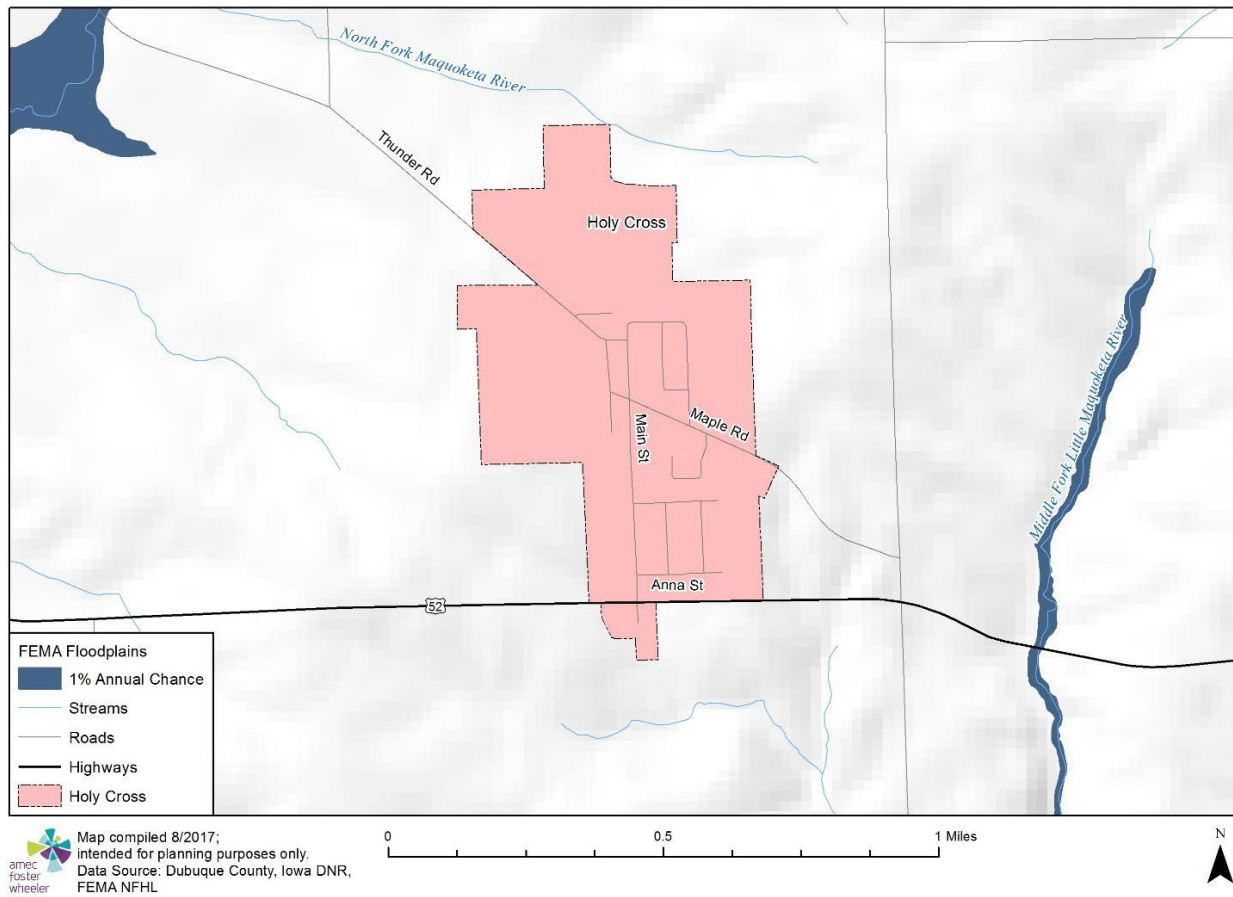 North Fork Maquoketa River
Thunder Rd
Holy Cross
Middle Fork Little Maquoketa River
Maple Rd
Main St
Anna St
52
FEMA Floodplains
1% Annual Chance
Streams
Roads
Highways
Holy Cross
amec
foster
wheeler
Map compiled 8/2017;
intended for planning purposes only.
Data Source: Dubuque County, Iowa DNR,
FEMA NFHL
0 0.5 1 Miles
N